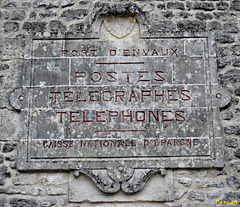 PORT D'ENVAUX
POSTES
TELEGRAPHES
TELEPHONES
CAISSE NATIONALE D'EPARGNE